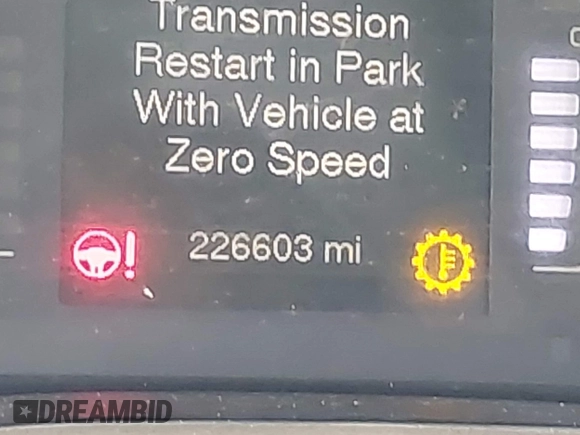 Transmission
Restart in Park
With Vehicle at
Zero Speed
226603 mi
DREAMBID